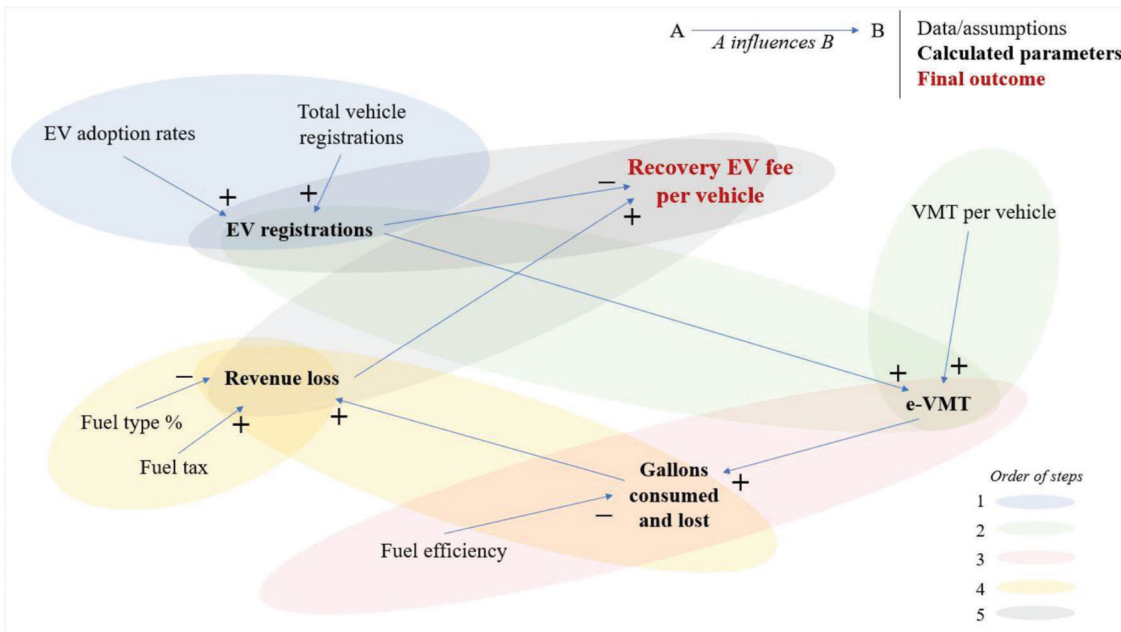 A
A influences B
B
Data/assumptions
Calculated parameters
Final outcome
EV adoption rates
Total vehicle
registrations
+
+
EV registrations
−
Recovery EV fee
per vehicle
+
VMT per vehicle
−
Revenue loss
Fuel type %
+
+
Fuel tax
+
+
e-VMT
Gallons
consumed
and lost
+
−
Fuel efficiency
Order of steps
1
2
3
4
5